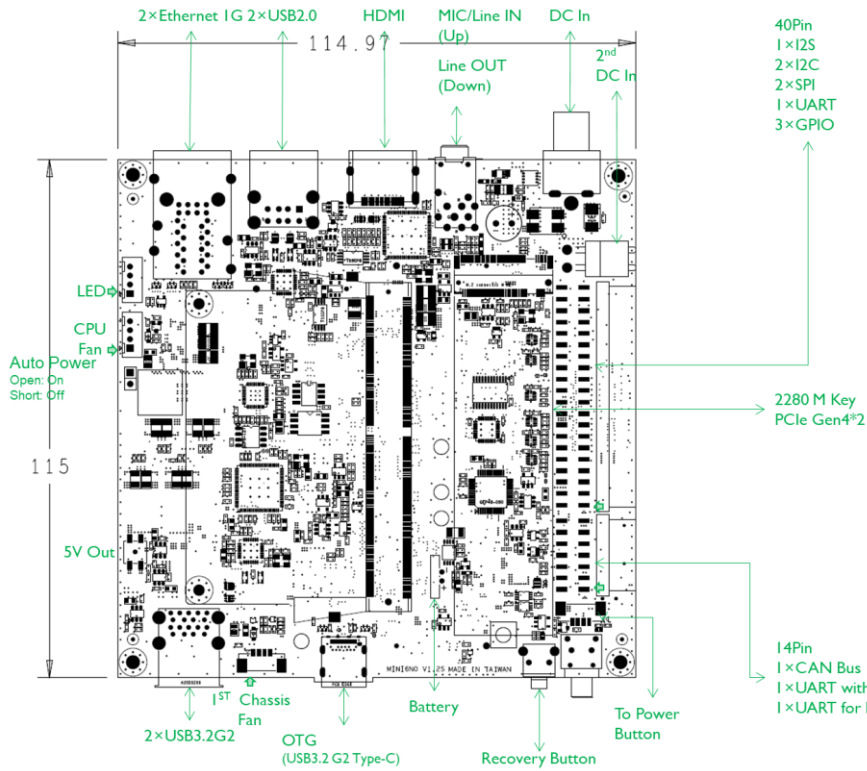 2×Ethernet 1G 2×USB2.0
HDMI
MIC/Line IN
(Up)
Line OUT
(Down)
DC In
2nd
DC In
40Pin
1×I2S
2×I2C
2×SPI
1×UART
3×GPIO
114.97
115
LED
CPU
Fan
Auto Power
Open: On
Short: Off
2280 M Key
PCIe Gen4*2
5V Out
MINI6NO V1.2S MADE IN TAIWAN
14Pin
1×CAN Bus
1×UART with
1×UART for
1ST Chassis
Fan
Battery
To Power
Button
2×USB3.2G2
OTG
(USB3.2 G2 Type-C)
Recovery Button